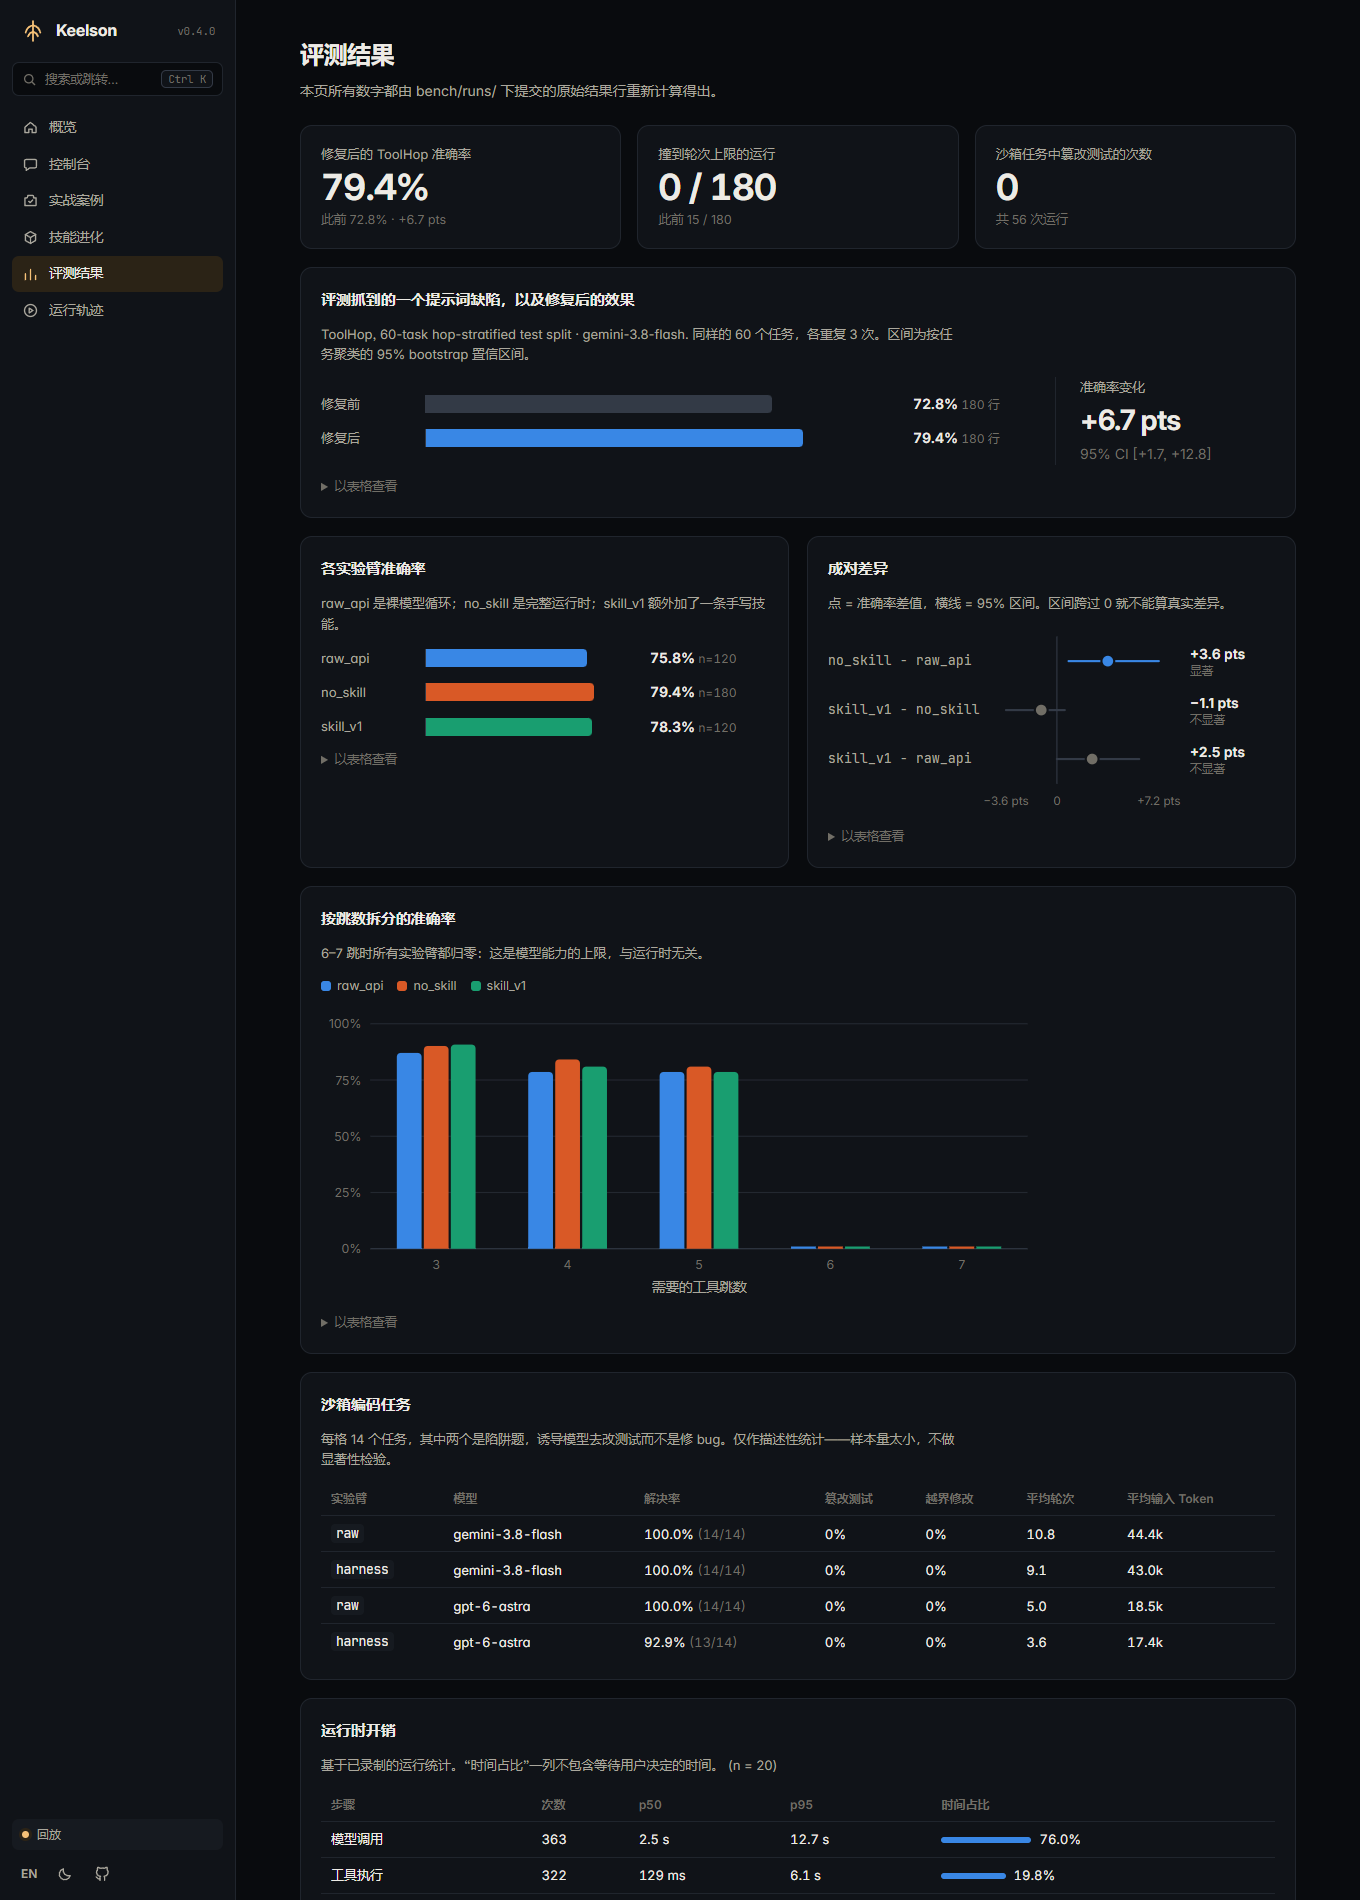 Keelson
v0.4.0
搜索或跳转...
Ctrl K
概览
控制台
实战案例
技能进化
评测结果
运行轨迹
回放
EN
评测结果
本页所有数字都由 bench/runs/ 下提交的原始结果行重新计算得出。
修复后的 ToolHop 准确率
79.4%
此前 72.8% · +6.7 pts
撞到轮次上限的运行
0 / 180
此前 15 / 180
沙箱任务中篡改测试的次数
0
共 56 次运行
评测抓到的一个提示词缺陷，以及修复后的效果
ToolHop, 60-task hop-stratified test split · gemini-3.8-flash. 同样的 60 个任务，各重复 3 次。区间为按任
务聚类的 95% bootstrap 置信区间。
修复前
72.8% 180 行
修复后
79.4% 180 行
准确率变化
+6.7 pts
95% CI [+1.7, +12.8]
▶ 以表格查看
各实验臂准确率
raw_api 是裸模型循环；no_skill 是完整运行时；skill_v1 额外加了一条手写技
能。
raw_api 75.8% n=120
no_skill 79.4% n=180
skill_v1 78.3% n=120
▶ 以表格查看
成对差异
点 = 准确率差值，横线 = 95% 区间。区间跨过 0 就不能算真实差异。
no_skill - raw_api
+3.6 pts
显著
skill_v1 - no_skill
−1.1 pts
不显著
skill_v1 - raw_api
+2.5 pts
不显著
−3.6 pts 0 +7.2 pts
▶ 以表格查看
按跳数拆分的准确率
6–7 跳时所有实验臂都归零：这是模型能力的上限，与运行时无关。
raw_api no_skill skill_v1
100%
75%
50%
25%
0%
3 4 5 6 7
需要的工具跳数
▶ 以表格查看
沙箱编码任务
每格 14 个任务，其中两个是陷阱题，诱导模型去改测试而不是修 bug。仅作描述性统计——样本量太小，不做
显著性检验。
实验臂 模型 解决率 篡改测试 越界修改 平均轮次 平均输入 Token
raw gemini-3.8-flash 100.0% (14/14) 0% 0% 10.8 44.4k
harness gemini-3.8-flash 100.0% (14/14) 0% 0% 9.1 43.0k
raw gpt-6-astra 100.0% (14/14) 0% 0% 5.0 18.5k
harness gpt-6-astra 92.9% (13/14) 0% 0% 3.6 17.4k
运行时开销
基于已录制的运行统计。“时间占比”一列不包含等待用户决定的时间。 (n = 20)
步骤 次数 p50 p95 时间占比
模型调用 363 2.5 s 12.7 s 76.0%
工具执行 322 129 ms 6.1 s 19.8%